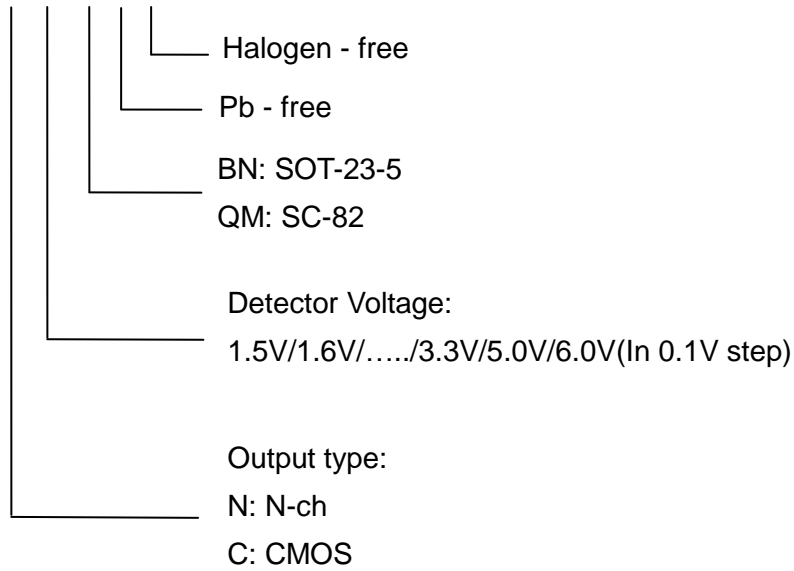 Halogen - free
Pb - free
BN: SOT-23-5
QM: SC-82
Detector Voltage:
1.5V/1.6V/…../3.3V/5.0V/6.0V(In 0.1V step)
Output type:
N: N-ch
C: CMOS